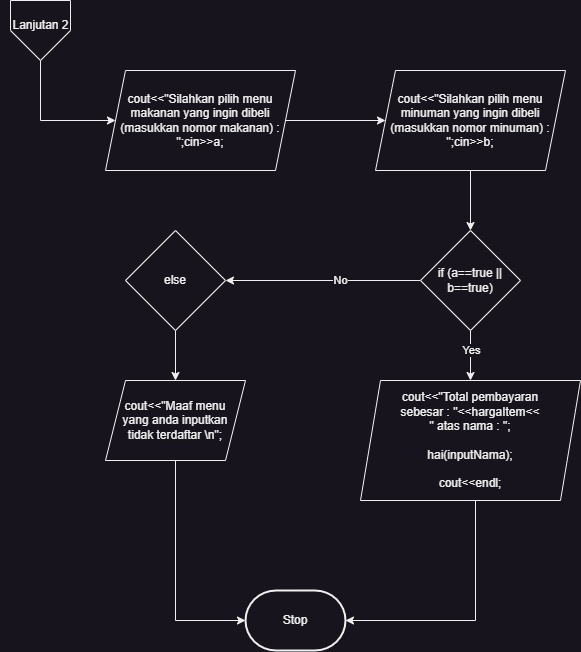 Lanjutan 2
cout<<"Silahkan pilih menu
makanan yang ingin dibeli
(masukkan nomor makanan) :
";cin>>a;
cout<<"Silahkan pilih menu
minuman yang ingin dibeli
(masukkan nomor minuman) :
";cin>>b;
else
No
if (a==true ||
b==true)
Yes
cout<<"Maaf menu
yang anda inputkan
tidak terdaftar \n";
cout<<"Total pembayaran
sebesar : "<<hargaItem<<
" atas nama : ";
hai(inputNama);
cout<<endl;
Stop